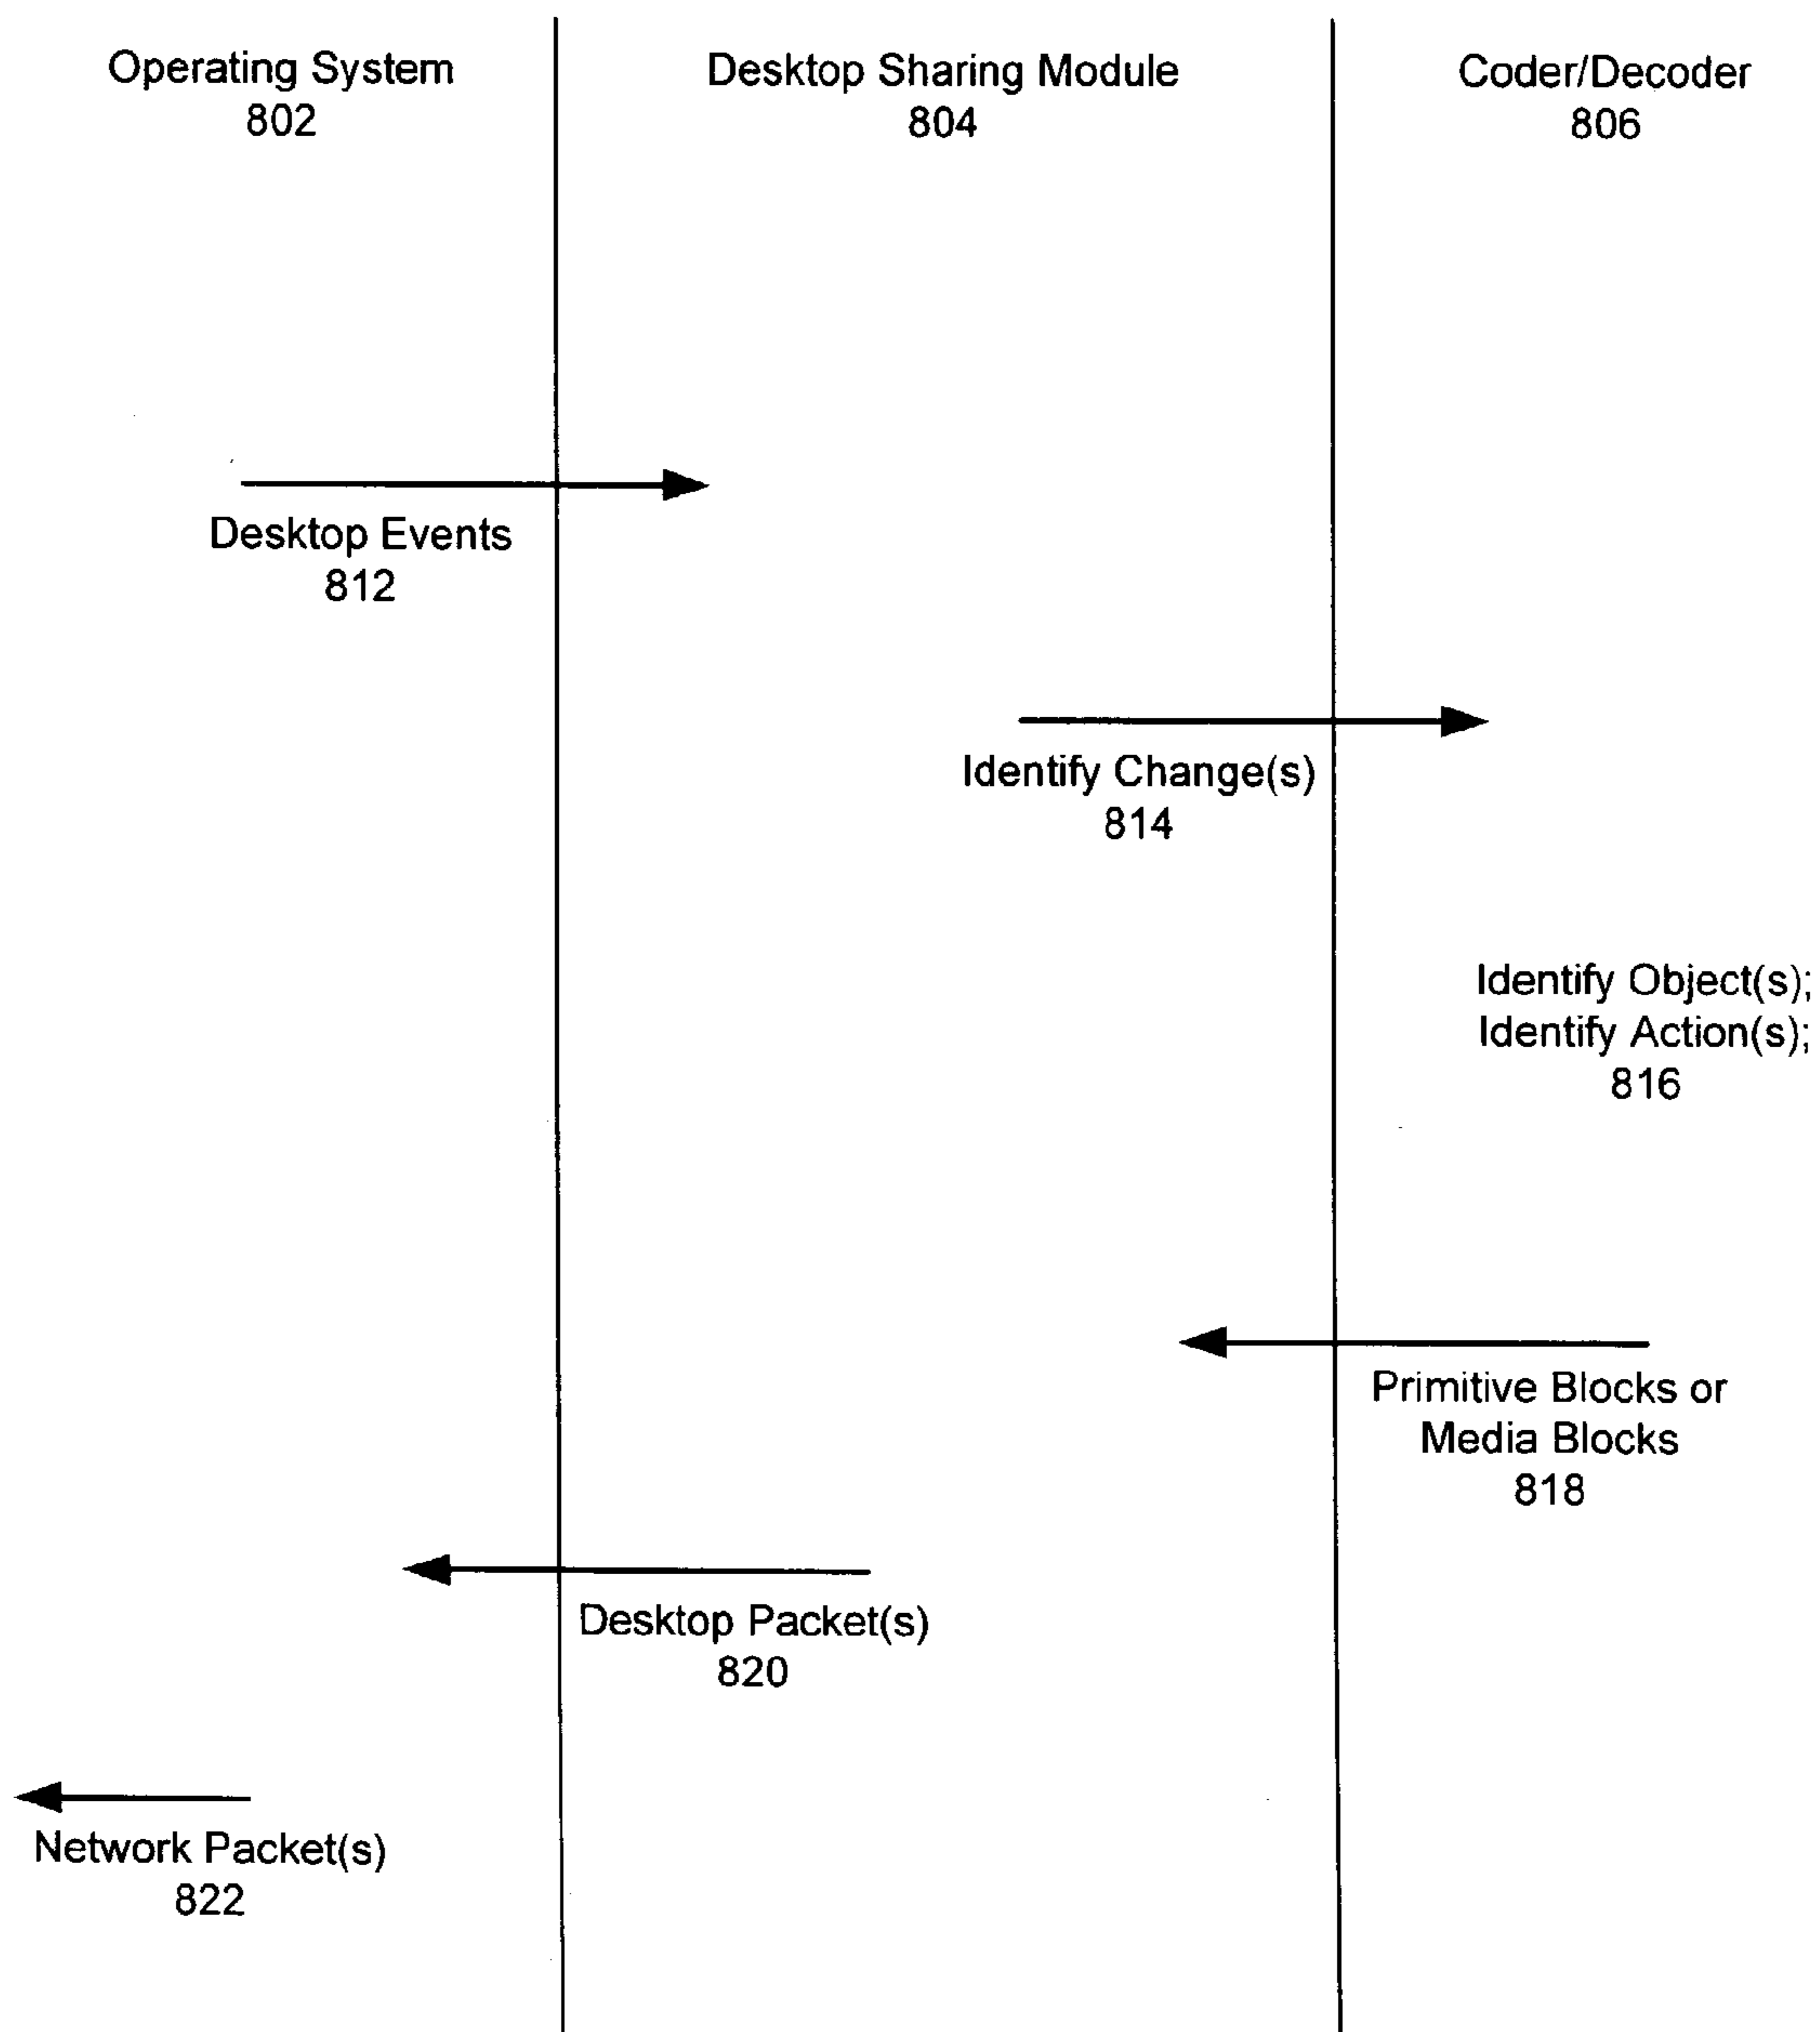 Operating System
802
Desktop Sharing Module
804
Coder/Decoder
806
Desktop Events
812
Identify Change(s)
814
Identify Object(s);
Identify Action(s);
816
Primitive Blocks or
Media Blocks
818
Desktop Packet(s)
820
Network Packet(s)
822